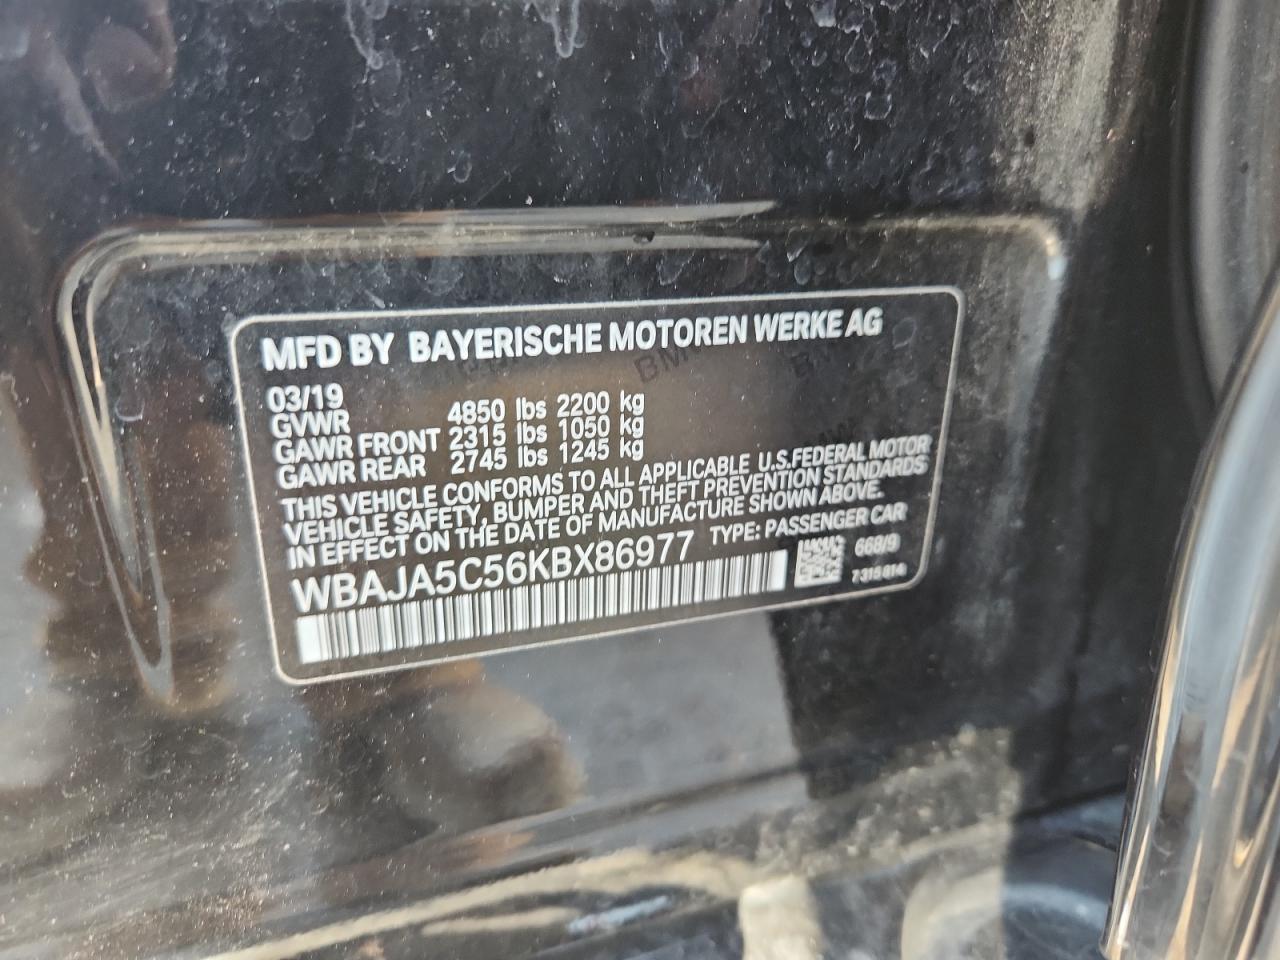 MFD BY BAYERISCHE MOTOREN WERKE AG
03/19
GVWR 4850 lbs 2200 kg
GAWR FRONT 2315 lbs 1050 kg
GAWR REAR 2745 lbs 1245 kg
THIS VEHICLE CONFORMS TO ALL APPLICABLE U.S.FEDERAL MOTOR
VEHICLE SAFETY, BUMPER AND THEFT PREVENTION STANDARDS
IN EFFECT ON THE DATE OF MANUFACTURE SHOWN ABOVE.
WBAJA5C56KBX86977 TYPE: PASSENGER CAR
668/9